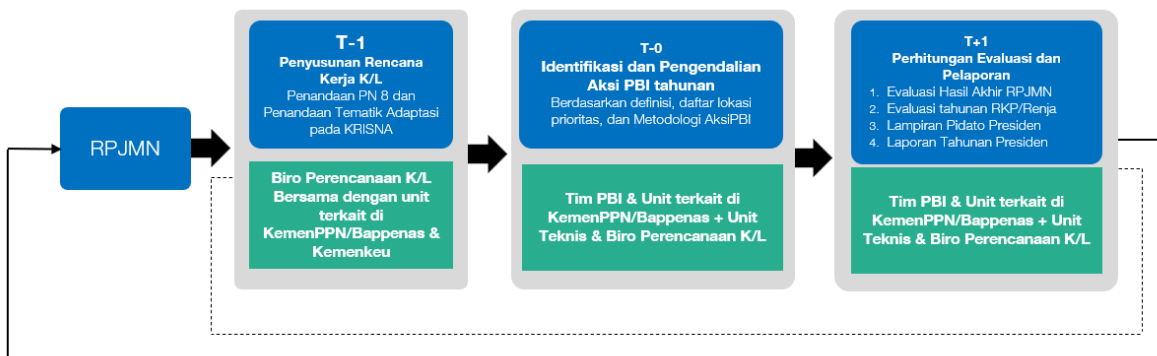 RPJMN
T-1
Penyusunan Rencana
Kerja K/L
Penandaan PN 8 dan
Penandaan Tematik Adaptasi
pada KRISNA
Biro Perencanaan K/L
Bersama dengan unit
terkait di
KemenPPN/Bappenas &
Kemenkeu
T-0
Identifikasi dan Pengendalian
Aksi PBI tahunan
Berdasarkan definisi, daftar lokasi
prioritas, dan Metodologi AksiPBI
Tim PBI & Unit terkait di
KemenPPN/Bappenas + Unit
Teknis & Biro Perencanaan K/L
T+1
Perhitungan Evaluasi dan
Pelaporan
1. Evaluasi Hasil Akhir RPJMN
2. Evaluasi tahunan RKP/Renja
3. Lampiran Pidato Presiden
4. Laporan Tahunan Presiden
Tim PBI & Unit terkait di
KemenPPN/Bappenas + Unit
Teknis & Biro Perencanaan K/L